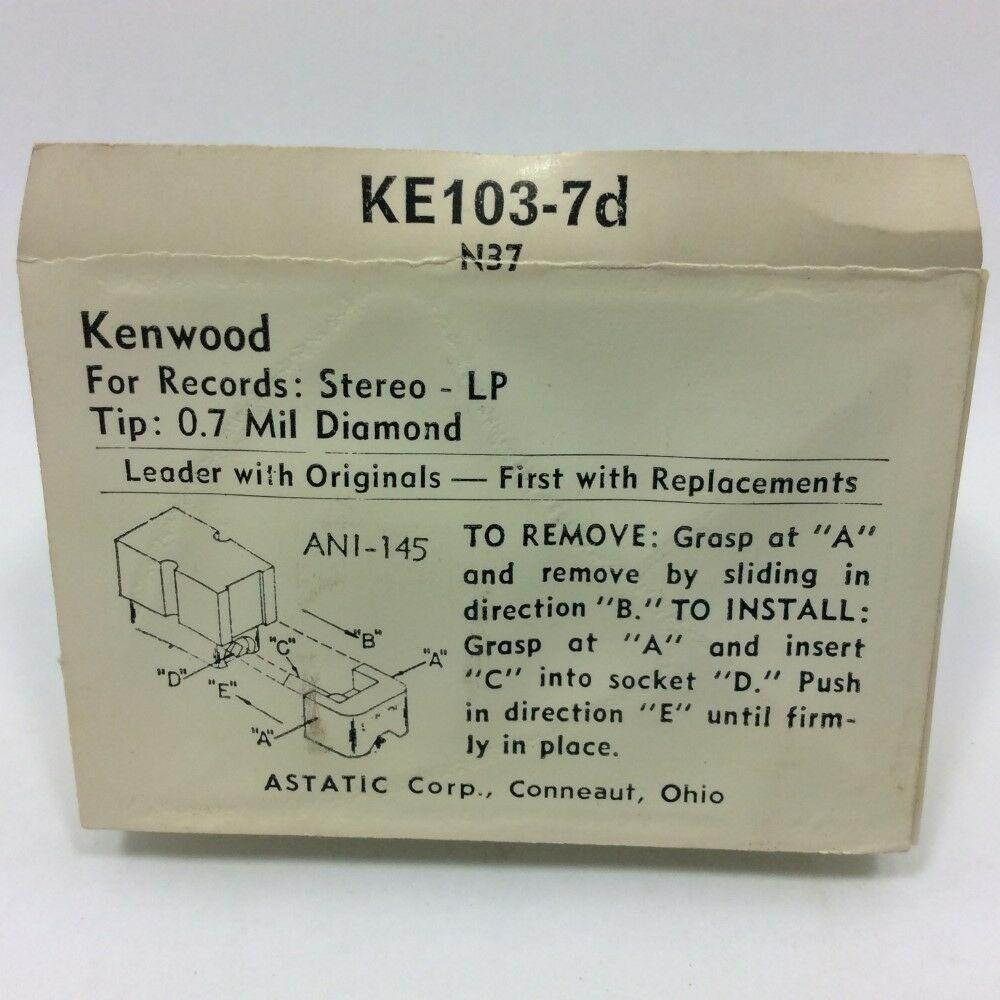 KE103-7d
N37
Kenwood
For Records: Stereo - LP
Tip: 0.7 Mil Diamond
Leader with Originals — First with Replacements
ANI-145
"B"
"C"
"A"
"D"
"E"
"A"
TO REMOVE: Grasp at "A"
and remove by sliding in
direction "B." TO INSTALL:
Grasp at "A" and insert
"C" into socket "D." Push
in direction "E" until firm-
ly in place.
ASTATIC Corp., Conneaut, Ohio